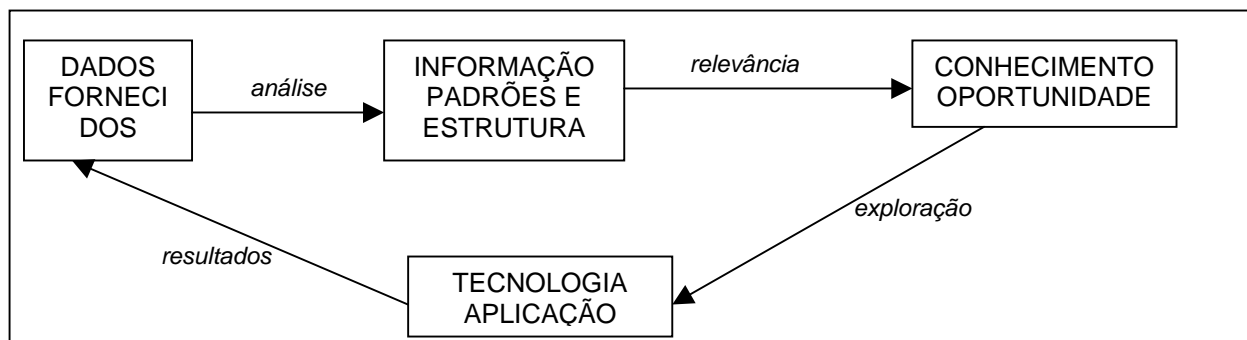 DADOS
FORNECI
DOS
análise
INFORMAÇÃO
PADRÕES E
ESTRUTURA
relevância
CONHECIMENTO
OPORTUNIDADE
exploração
TECNOLOGIA
APLICAÇÃO
resultados